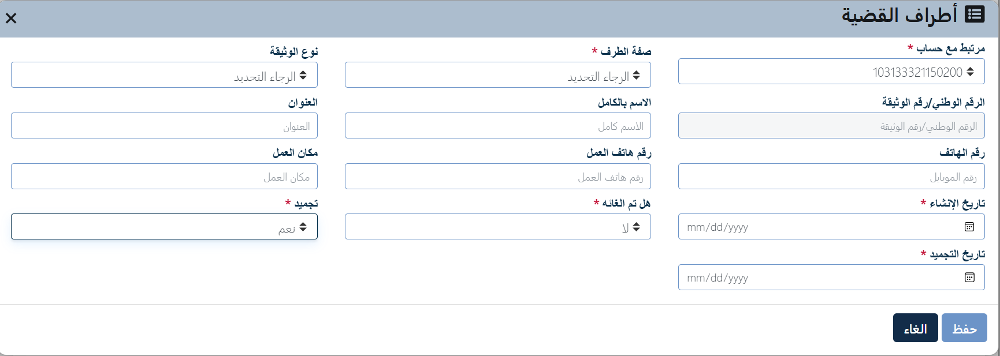 أطراف القضية
مرتبط مع حساب *
صفة الطرف *
نوع الوثيقة
103133321150200
الرجاء التحديد
الرجاء التحديد
الرقم الوطني/رقم الوثيقة
الاسم بالكامل
العنوان
الرقم الوطني/رقم الوثيقة
الاسم كامل
العنوان
رقم الهاتف
رقم هاتف العمل
مكان العمل
رقم الموبايل
رقم هاتف العمل
مكان العمل
تاريخ الإنشاء *
هل تم الغائه *
تجميد *
mm/dd/yyyy
لا
نعم
تاريخ التجميد *
mm/dd/yyyy
حفظ
الغاء